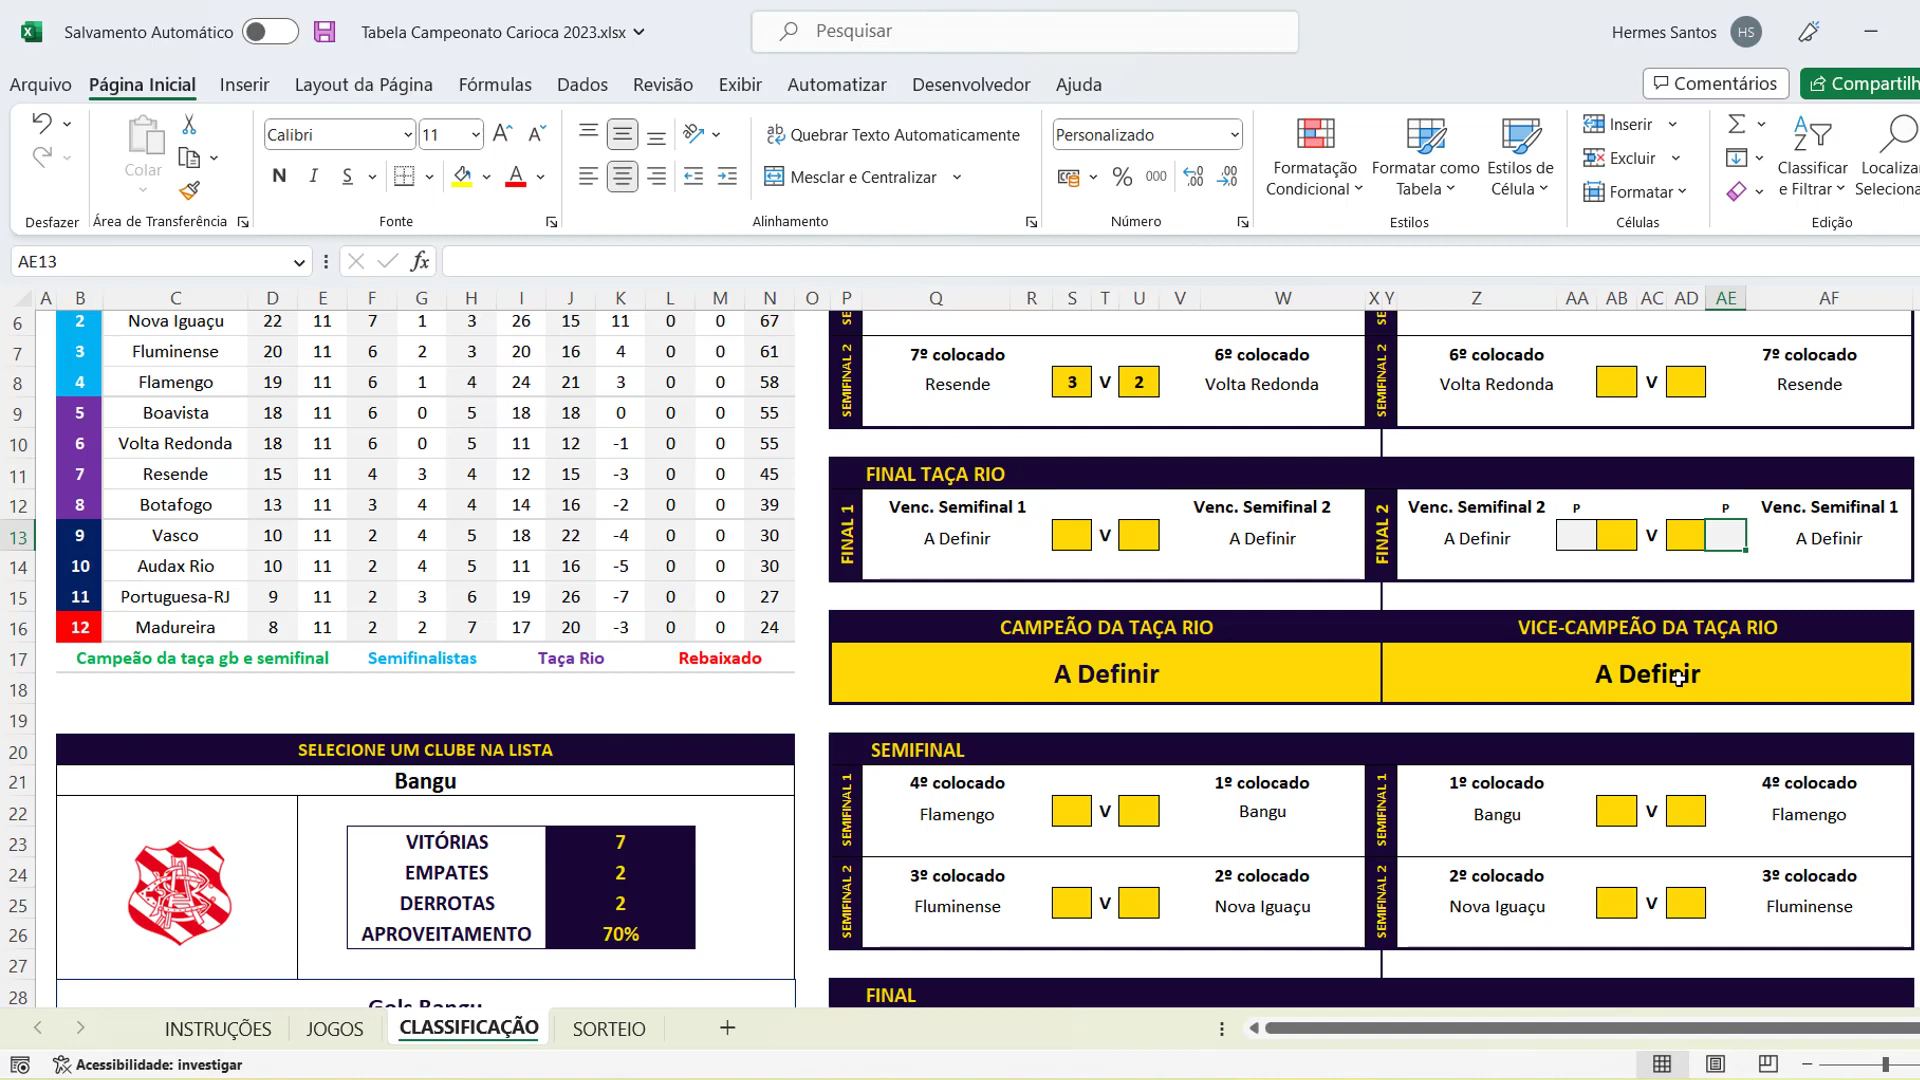 Salvamento Automático Tabela Campeonato Carioca 2023.xlsx Pesquisar Hermes Santos HS
Arquivo Página Inicial Inserir Layout da Página Fórmulas Dados Revisão Exibir Automatizar Desenvolvedor Ajuda Comentários Compartilh
Colar Calibri 11 Quebrar Texto Automaticamente Personalizado Formatação Condicional Formatar como Tabela Estilos de Célula Inserir Classificar e Filtrar Localiza Seleciona
Excluir
N I S A Mescle e Centralizar % 000 Formatar
Desfazer Área de Transferência Fonte Alinhamento Número Estilos Células Edição
AE13 fx
A B C D E F G H I J K L M N O P Q R S T U V W X Y Z AA AB AC AD AE AF
6 2 Nova Iguaçu 22 11 7 1 3 26 15 11 0 0 67
7 3 Fluminense 20 11 6 2 3 20 16 4 0 0 61
8 4 Flamengo 19 11 6 1 4 24 21 3 0 0 58
9 5 Boavista 18 11 6 0 5 18 18 0 0 0 55
10 6 Volta Redonda 18 11 6 0 5 11 12 -1 0 0 55
11 7 Resende 15 11 4 3 4 12 15 -3 0 0 45
12 8 Botafogo 13 11 3 4 4 14 16 -2 0 0 39
13 9 Vasco 10 11 2 4 5 18 22 -4 0 0 30
14 10 Audax Rio 10 11 2 4 5 11 16 -5 0 0 30
15 11 Portuguesa-RJ 9 11 2 3 6 19 26 -7 0 0 27
16 12 Madureira 8 11 2 2 7 17 20 -3 0 0 24
17 Campeão da taça gb e semifinal Semifinalistas Taça Rio Rebaixado
18
19
20 SELECIONE UM CLUBE NA LISTA
21 Bangu
22
23 VITÓRIAS 7
24 EMPATES 2
25 DERROTAS 2
26 APROVEITAMENTO 70%
27
28 Gols Bangu
SE SE
SEMIFINAL 2 7º colocado 6º colocado SEMIFINAL 2 6º colocado 7º colocado
Resende 3 V 2 Volta Redonda Volta Redonda V Resende
FINAL TAÇA RIO
FINAL 1 Venc. Semifinal 1 Venc. Semifinal 2 FINAL 2 Venc. Semifinal 2 P P Venc. Semifinal 1
A Definir V A Definir A Definir V A Definir
CAMPEÃO DA TAÇA RIO VICE-CAMPEÃO DA TAÇA RIO
A Definir A Definir
SEMIFINAL
SEMIFINAL 1 4º colocado 1º colocado SEMIFINAL 1 1º colocado 4º colocado
Flamengo V Bangu Bangu V Flamengo
SEMIFINAL 2 3º colocado 2º colocado SEMIFINAL 2 2º colocado 3º colocado
Fluminense V Nova Iguaçu Nova Iguaçu V Fluminense
FINAL
INSTRUÇÕES JOGOS CLASSIFICAÇÃO SORTEIO
Acessibilidade: investigar